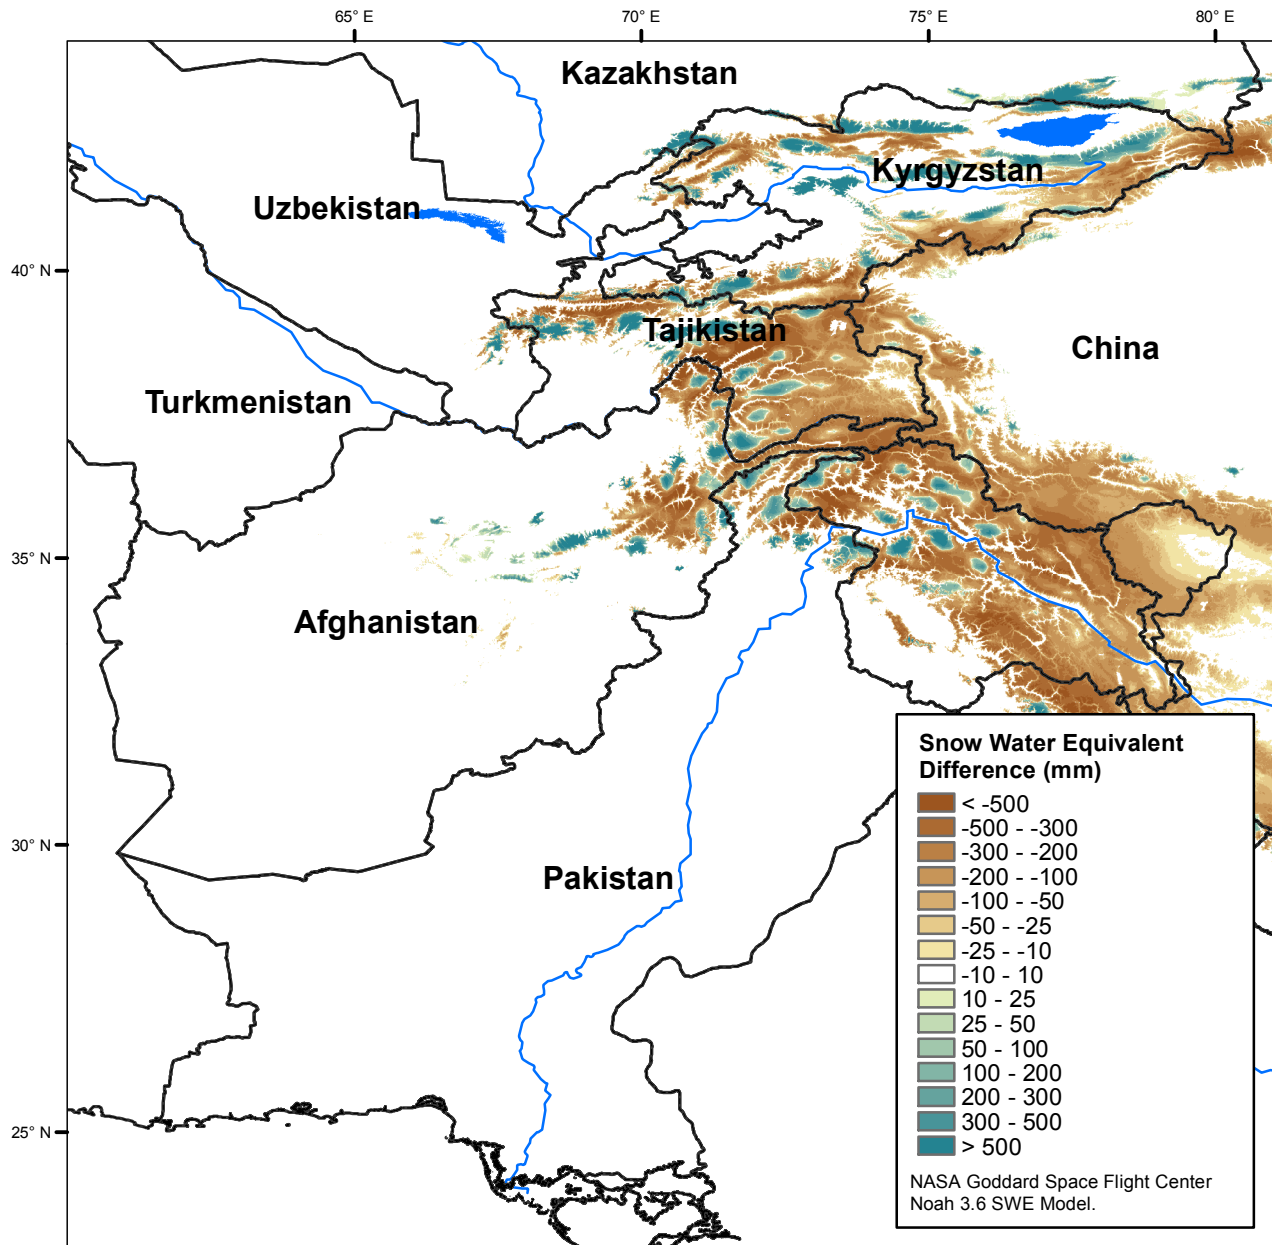 65° E
70° E
75° E
80° E
Kazakhstan
Kyrgyzstan
Uzbekistan
40° N
Tajikistan
China
Turkmenistan
35° N
Afghanistan
30° N
Pakistan
25° N
Snow Water Equivalent
Difference (mm)
< -500
-500 - -300
-300 - -200
-200 - -100
-100 - -50
-50 - -25
-25 - -10
-10 - 10
10 - 25
25 - 50
50 - 100
100 - 200
200 - 300
300 - 500
> 500
NASA Goddard Space Flight Center
Noah 3.6 SWE Model.